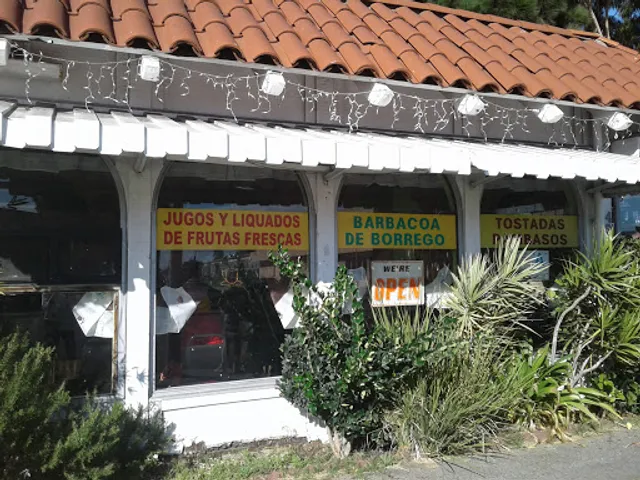 JUGOS Y LIQUADOS
DE FRUTAS FRESCAS
BARBACOA
DE BORREGO
WE'RE
OPEN
TOSTADAS